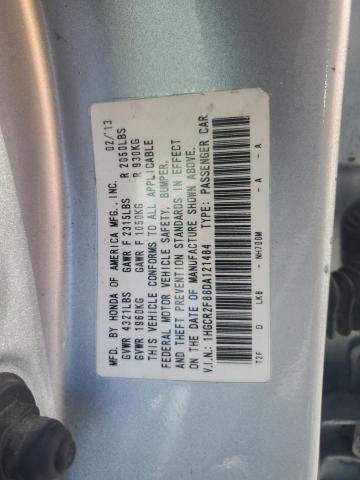 MFD. BY HONDA OF AMERICA MFG., INC. 02/13
GVWR 4321LBS GAWR F 2315LBS R 2050LBS
GVWR 1960KG GAWR F 1050KG R 930KG
THIS VEHICLE CONFORMS TO ALL APPLICABLE
FEDERAL MOTOR VEHICLE SAFETY, BUMPER,
AND THEFT PREVENTION STANDARDS IN EFFECT
ON THE DATE OF MANUFACTURE SHOWN ABOVE.
V.I.N.: 1HGCR2F88DA121484 TYPE: PASSENGER CAR
T2F D LKB - NH700M - A - A